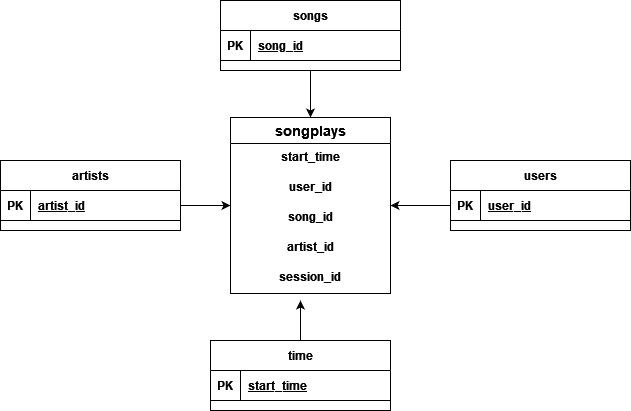 songs
PK song_id
songplays
start_time
user_id
song_id
artist_id
session_id
artists
PK artist_id
users
PK user_id
time
PK start_time